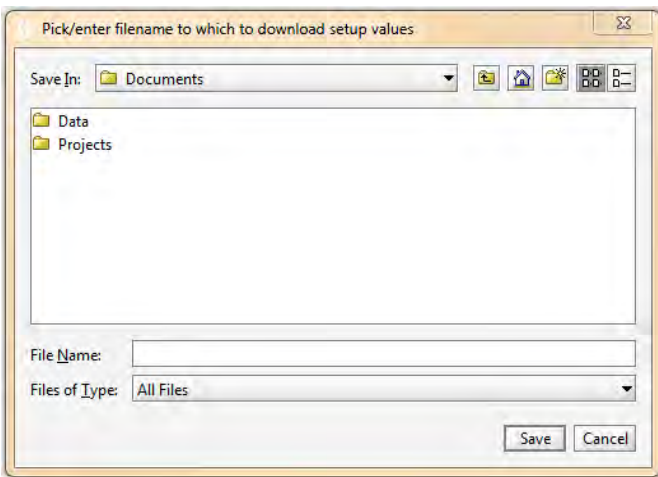 Pick/enter filename to which to download setup values
Save In: Documents
Data
Projects
File Name:
Files of Type: All Files
Save Cancel